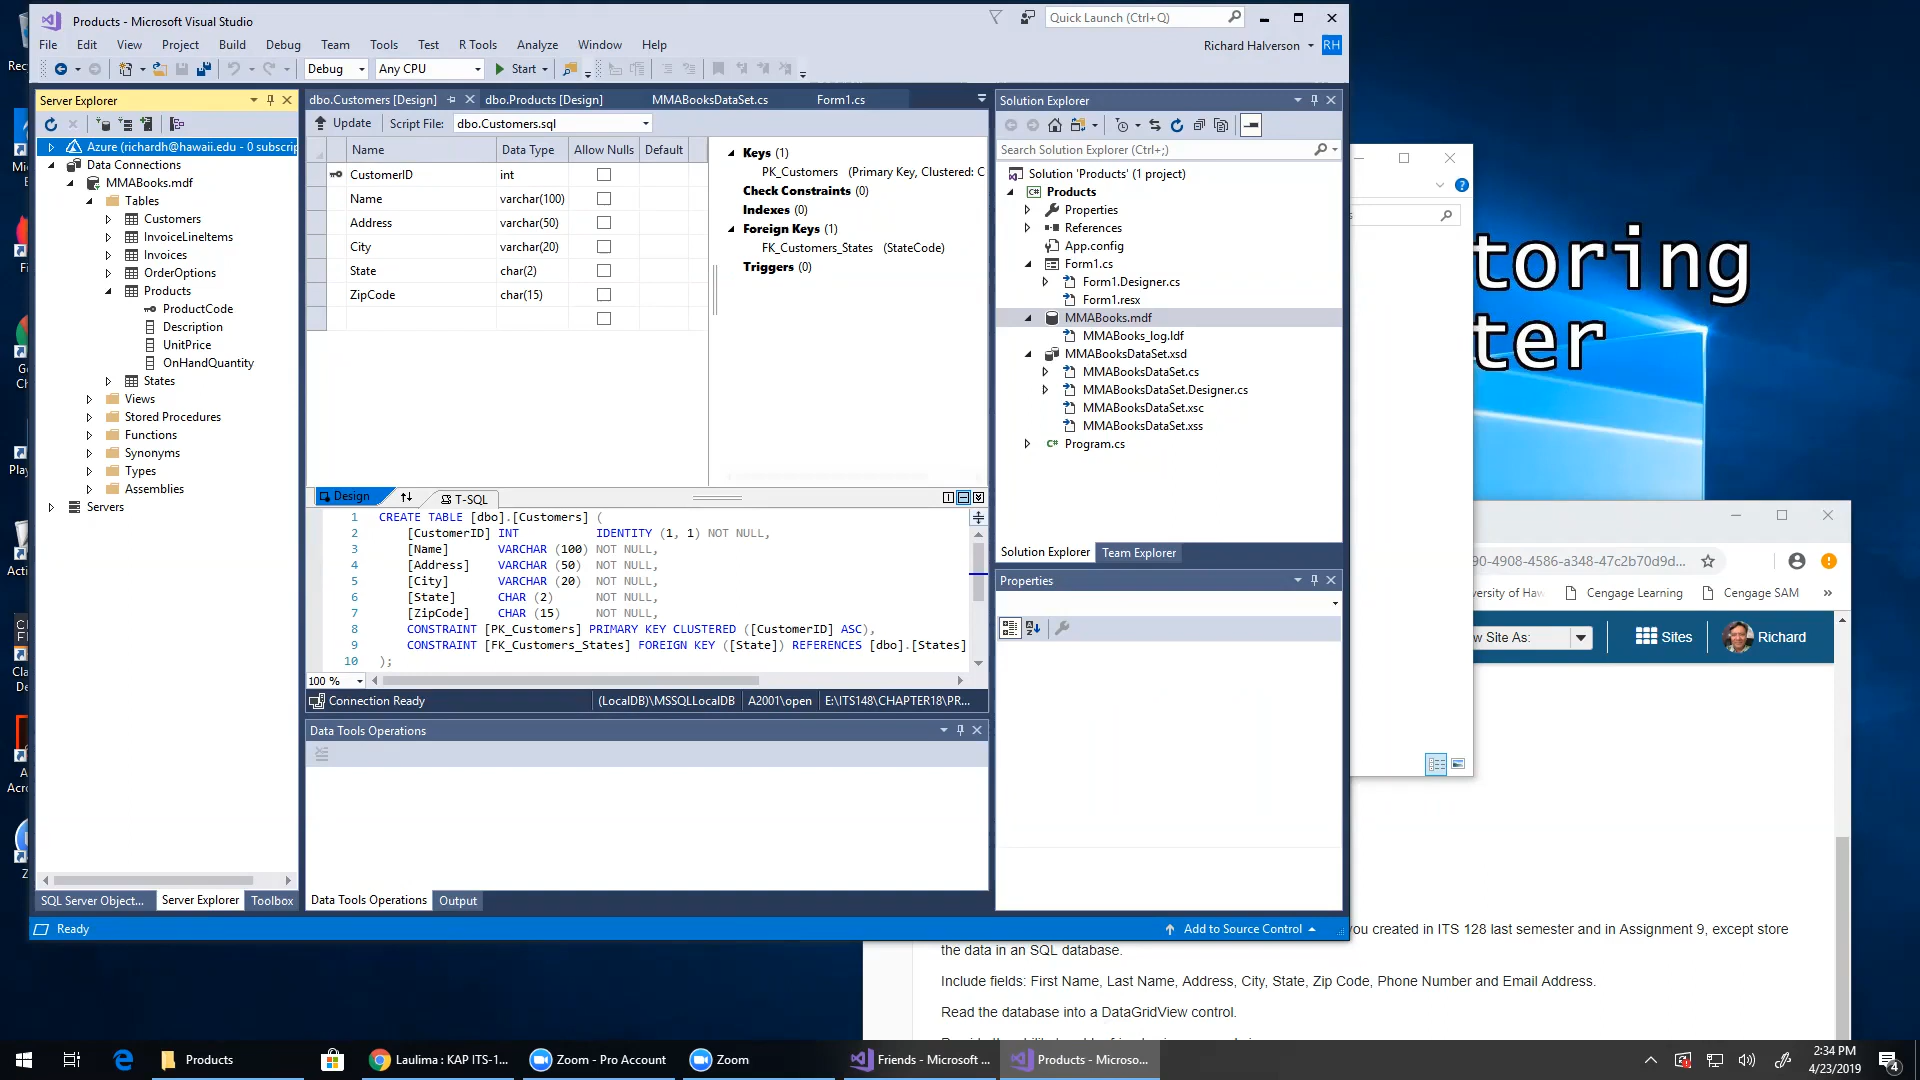 Products - Microsoft Visual Studio
Quick Launch (Ctrl+Q)
File Edit View Project Build Debug Team Tools Test R Tools Analyze Window Help
Richard Halverson RH
Debug Any CPU Start
Server Explorer
Azure (richardh@hawaii.edu - 0 subscrip
Data Connections
MMABooks.mdf
Tables
Customers
InvoiceLineItems
Invoices
OrderOptions
Products
ProductCode
Description
UnitPrice
OnHandQuantity
States
Views
Stored Procedures
Functions
Synonyms
Types
Assemblies
Servers
SQL Server Object... Server Explorer Toolbox
dbo.Customers [Design] dbo.Products [Design] MMABooksDataSet.cs Form1.cs
Update Script File: dbo.Customers.sql
Name Data Type Allow Nulls Default
CustomerID int
Name varchar(100)
Address varchar(50)
City varchar(20)
State char(2)
ZipCode char(15)
Keys (1)
PK_Customers (Primary Key, Clustered: C
Check Constraints (0)
Indexes (0)
Foreign Keys (1)
FK_Customers_States (StateCode)
Triggers (0)
Design T-SQL
1 CREATE TABLE [dbo].[Customers] (
2 [CustomerID] INT IDENTITY (1, 1) NOT NULL,
3 [Name] VARCHAR (100) NOT NULL,
4 [Address] VARCHAR (50) NOT NULL,
5 [City] VARCHAR (20) NOT NULL,
6 [State] CHAR (2) NOT NULL,
7 [ZipCode] CHAR (15) NOT NULL,
8 CONSTRAINT [PK_Customers] PRIMARY KEY CLUSTERED ([CustomerID] ASC),
9 CONSTRAINT [FK_Customers_States] FOREIGN KEY ([State]) REFERENCES [dbo].[States]
10 );
100 %
Connection Ready (LocalDB)\MSSQLLocalDB A2001\open E:\ITS148\CHAPTER18\PR...
Data Tools Operations
Data Tools Operations Output
Solution Explorer
Search Solution Explorer (Ctrl+;)
Solution 'Products' (1 project)
Products
Properties
References
App.config
Form1.cs
Form1.Designer.cs
Form1.resx
MMABooks.mdf
MMABooks_log.ldf
MMABooksDataSet.xsd
MMABooksDataSet.cs
MMABooksDataSet.Designer.cs
MMABooksDataSet.xsc
MMABooksDataSet.xss
Program.cs
Solution Explorer Team Explorer
Properties
Ready
Add to Source Control
toring
ter
90-4908-4586-a348-47c2b70d9d...
versity of Haw Cengage Learning Cengage SAM »
w Site As: Sites Richard
ou created in ITS 128 last semester and in Assignment 9, except store
the data in an SQL database.
Include fields: First Name, Last Name, Address, City, State, Zip Code, Phone Number and Email Address.
Read the database into a DataGridView control.
Products Laulima : KAP ITS-1... Zoom - Pro Account Zoom Friends - Microsoft ... Products - Microso...
2:34 PM
4/23/2019
4